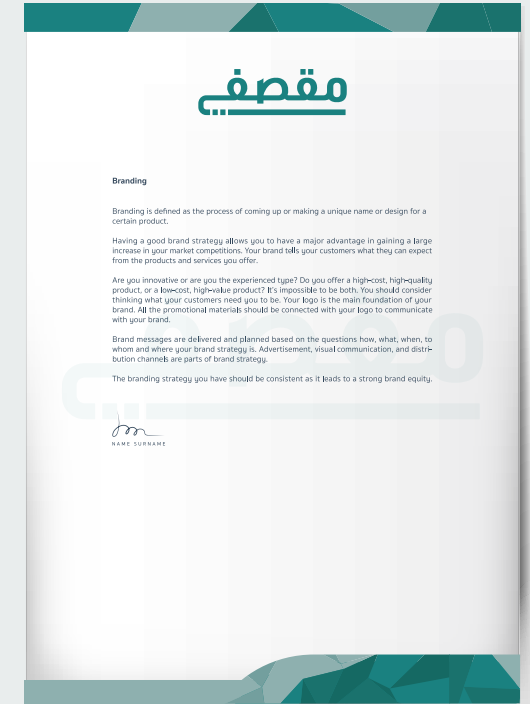 مقصفي
Branding
Branding is defined as the process of coming up or making a unique name or design for a
certain product.
Having a good brand strategy allows you to have a major advantage in gaining a large
increase in your market competitions. Your brand tells your customers what they can expect
from the products and services you offer.
Are you innovative or are you the experienced type? Do you offer a high-cost, high-quality
product, or a low-cost, high-value product? It's impossible to be both. You should consider
thinking what your customers need you to be. Your logo is the main foundation of your
brand. All the promotional materials should be connected with your logo to communicate
with your brand.
Brand messages are delivered and planned based on the questions how, what, when, to
whom and where your brand strategy is. Advertisement, visual communication, and distri-
bution channels are parts of brand strategy.
The branding strategy you have should be consistent as it leads to a strong brand equity.
NAME SURNAME
مقصفي